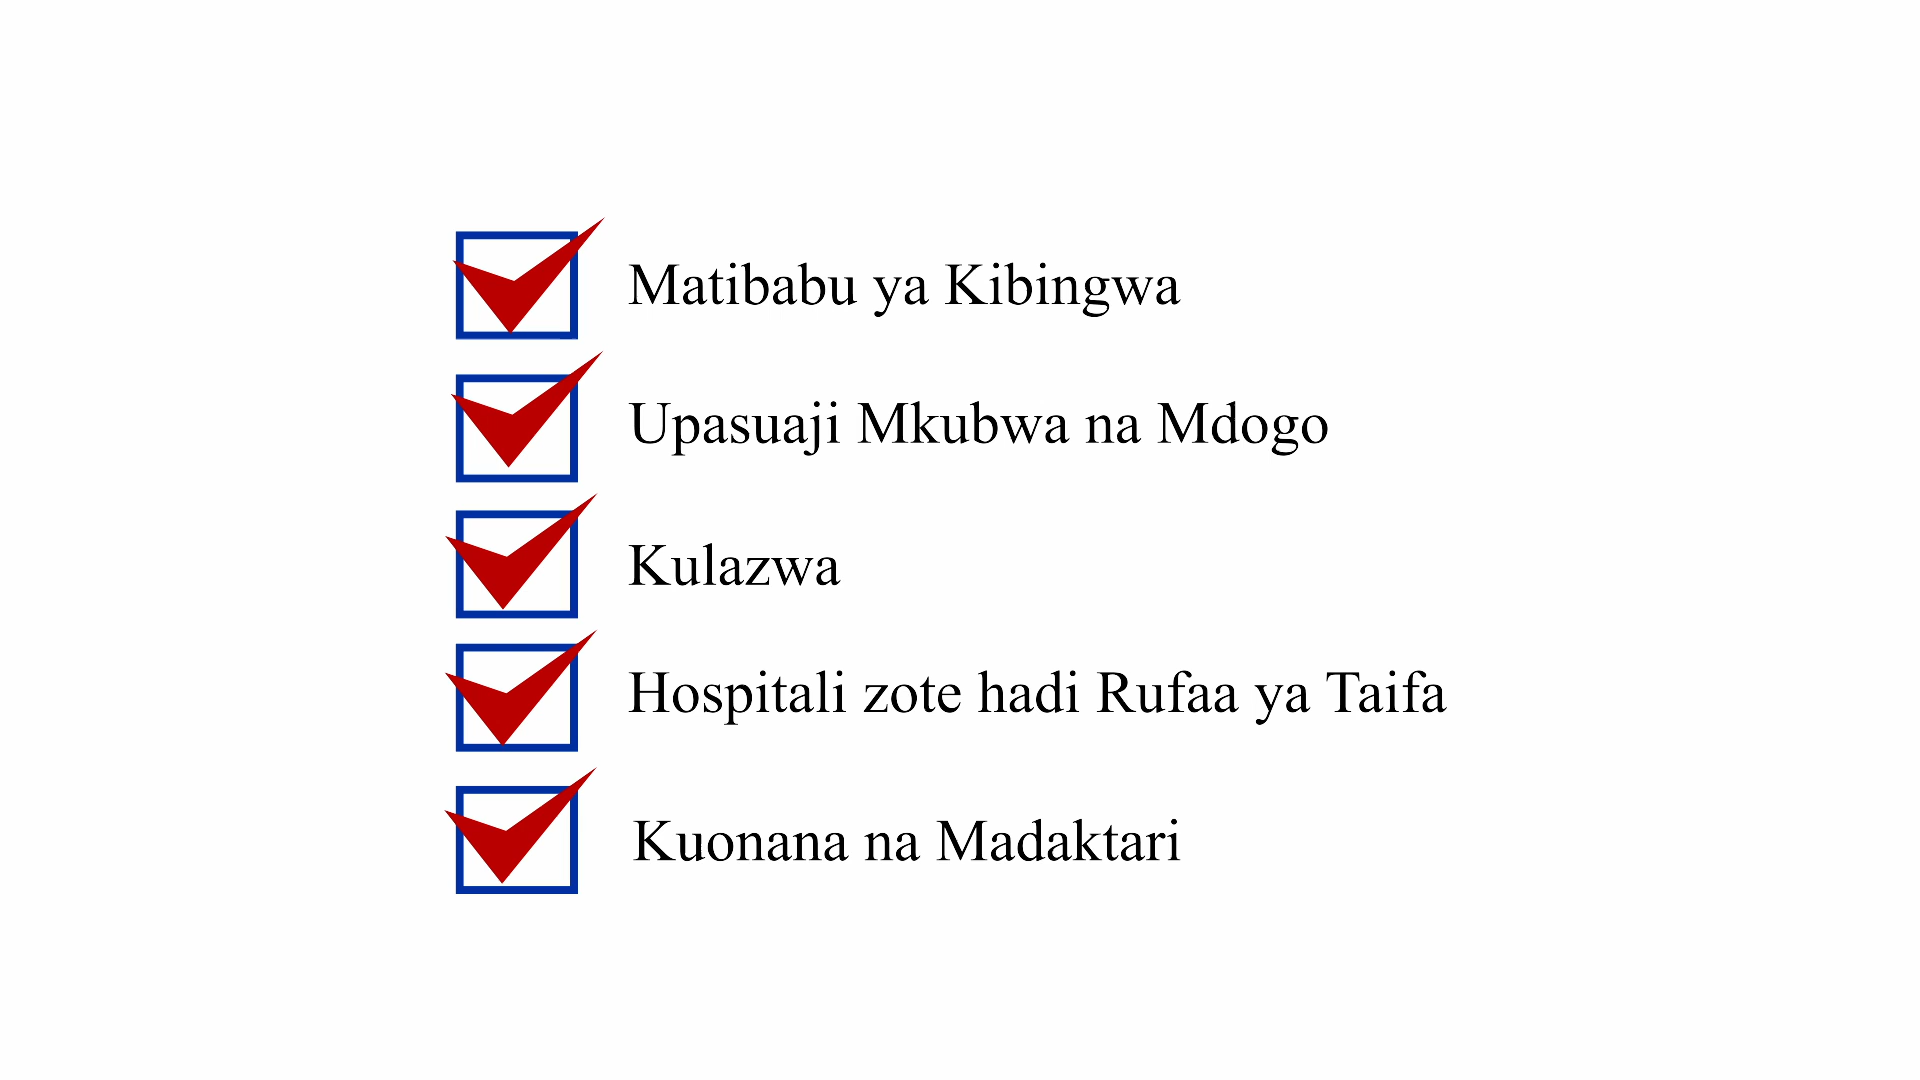 Matibabu ya Kibingwa
Upasuaji Mkubwa na Mdogo
Kulazwa
Hospitali zote hadi Rufaa ya Taifa
Kuonana na Madaktari